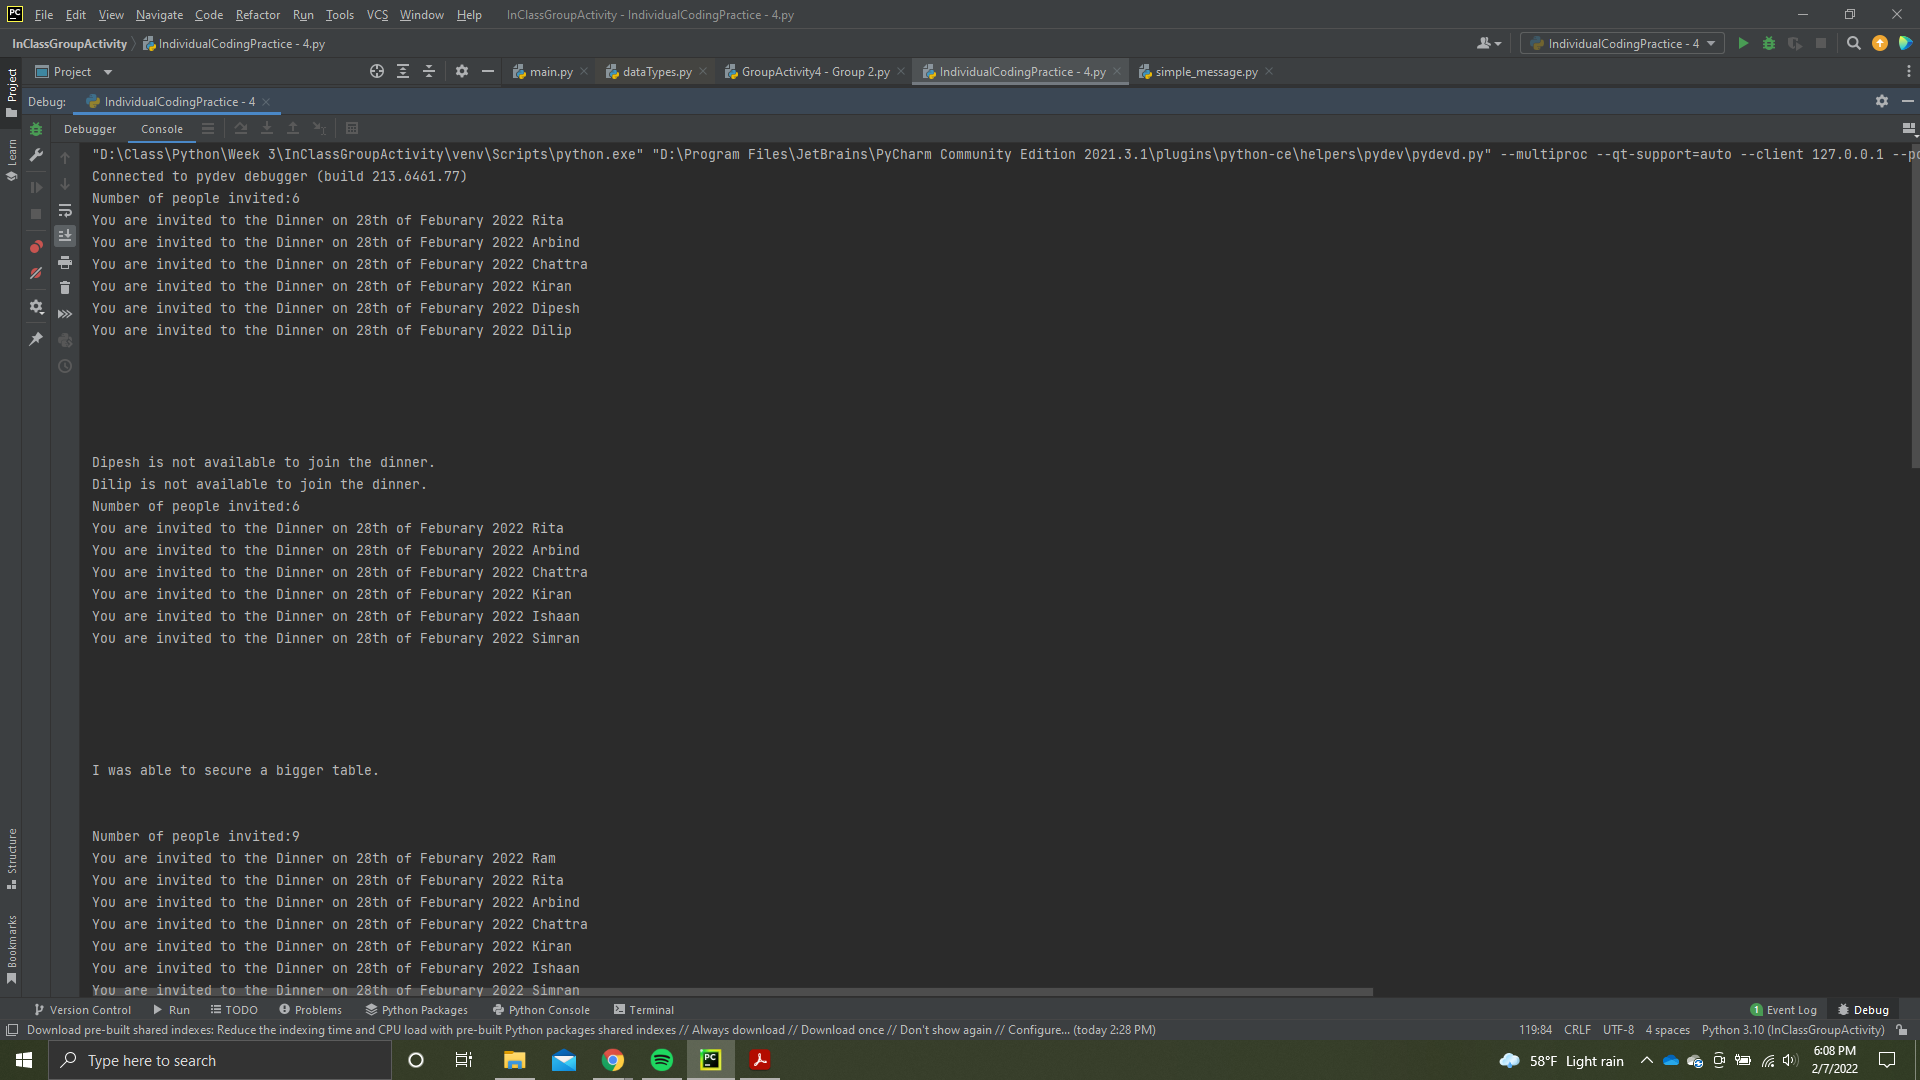 File Edit View Navigate Code Refactor Run Tools VCS Window Help InClassGroupActivity - IndividualCodingPractice - 4.py
InClassGroupActivity IndividualCodingPractice - 4.py IndividualCodingPractice - 4
Project main.py dataTypes.py GroupActivity4 - Group 2.py IndividualCodingPractice - 4.py simple_message.py
Debug: IndividualCodingPractice - 4
Debugger Console
"D:\Class\Python\Week 3\InClassGroupActivity\venv\Scripts\python.exe" "D:\Program Files\JetBrains\PyCharm Community Edition 2021.3.1\plugins\python-ce\helpers\pydev\pydevd.py" --multiproc --qt-support=auto --client 127.0.0.1 --po
Connected to pydev debugger (build 213.6461.77)
Number of people invited:6
You are invited to the Dinner on 28th of Feburary 2022 Rita
You are invited to the Dinner on 28th of Feburary 2022 Arbind
You are invited to the Dinner on 28th of Feburary 2022 Chattra
You are invited to the Dinner on 28th of Feburary 2022 Kiran
You are invited to the Dinner on 28th of Feburary 2022 Dipesh
You are invited to the Dinner on 28th of Feburary 2022 Dilip
Dipesh is not available to join the dinner.
Dilip is not available to join the dinner.
Number of people invited:6
You are invited to the Dinner on 28th of Feburary 2022 Rita
You are invited to the Dinner on 28th of Feburary 2022 Arbind
You are invited to the Dinner on 28th of Feburary 2022 Chattra
You are invited to the Dinner on 28th of Feburary 2022 Kiran
You are invited to the Dinner on 28th of Feburary 2022 Ishaan
You are invited to the Dinner on 28th of Feburary 2022 Simran
I was able to secure a bigger table.
Number of people invited:9
You are invited to the Dinner on 28th of Feburary 2022 Ram
You are invited to the Dinner on 28th of Feburary 2022 Rita
You are invited to the Dinner on 28th of Feburary 2022 Arbind
You are invited to the Dinner on 28th of Feburary 2022 Chattra
You are invited to the Dinner on 28th of Feburary 2022 Kiran
You are invited to the Dinner on 28th of Feburary 2022 Ishaan
You are invited to the Dinner on 28th of Feburary 2022 Simran
Project
Learn
Structure
Bookmarks
Version Control Run TODO Problems Python Packages Python Console Terminal 1 Event Log Debug
Download pre-built shared indexes: Reduce the indexing time and CPU load with pre-built Python packages shared indexes // Always download // Download once // Don't show again // Configure... (today 2:28 PM) 119:84 CRLF UTF-8 4 spaces Python 3.10 (InClassGroupActivity)
Type here to search PC 58°F Light rain 6:08 PM
2/7/2022